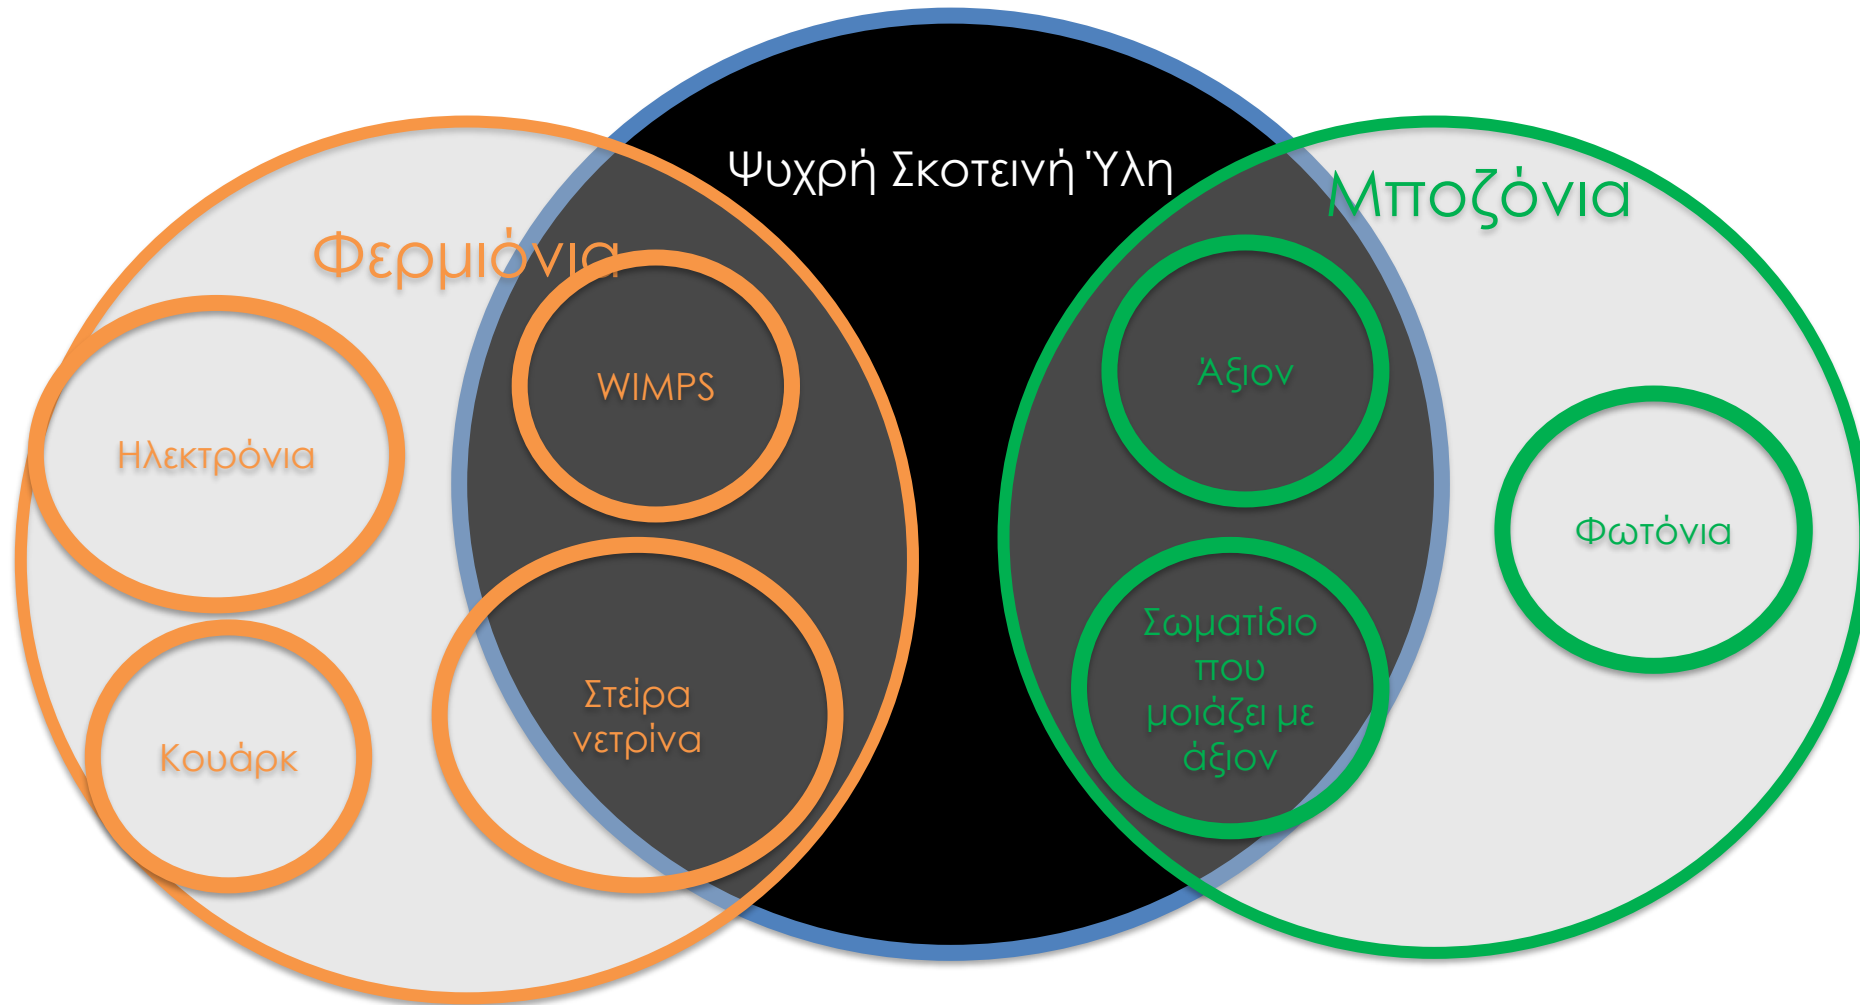 Ψυχρή Σκοτεινή Ύλη
Μποζόνια
Φερμιόνια
WIMPS
Άξιον
Ηλεκτρόνια
Φωτόνια
Σωματίδιο
που
μοιάζει με
άξιον
Στείρα
νετρίνα
Κουάρκ